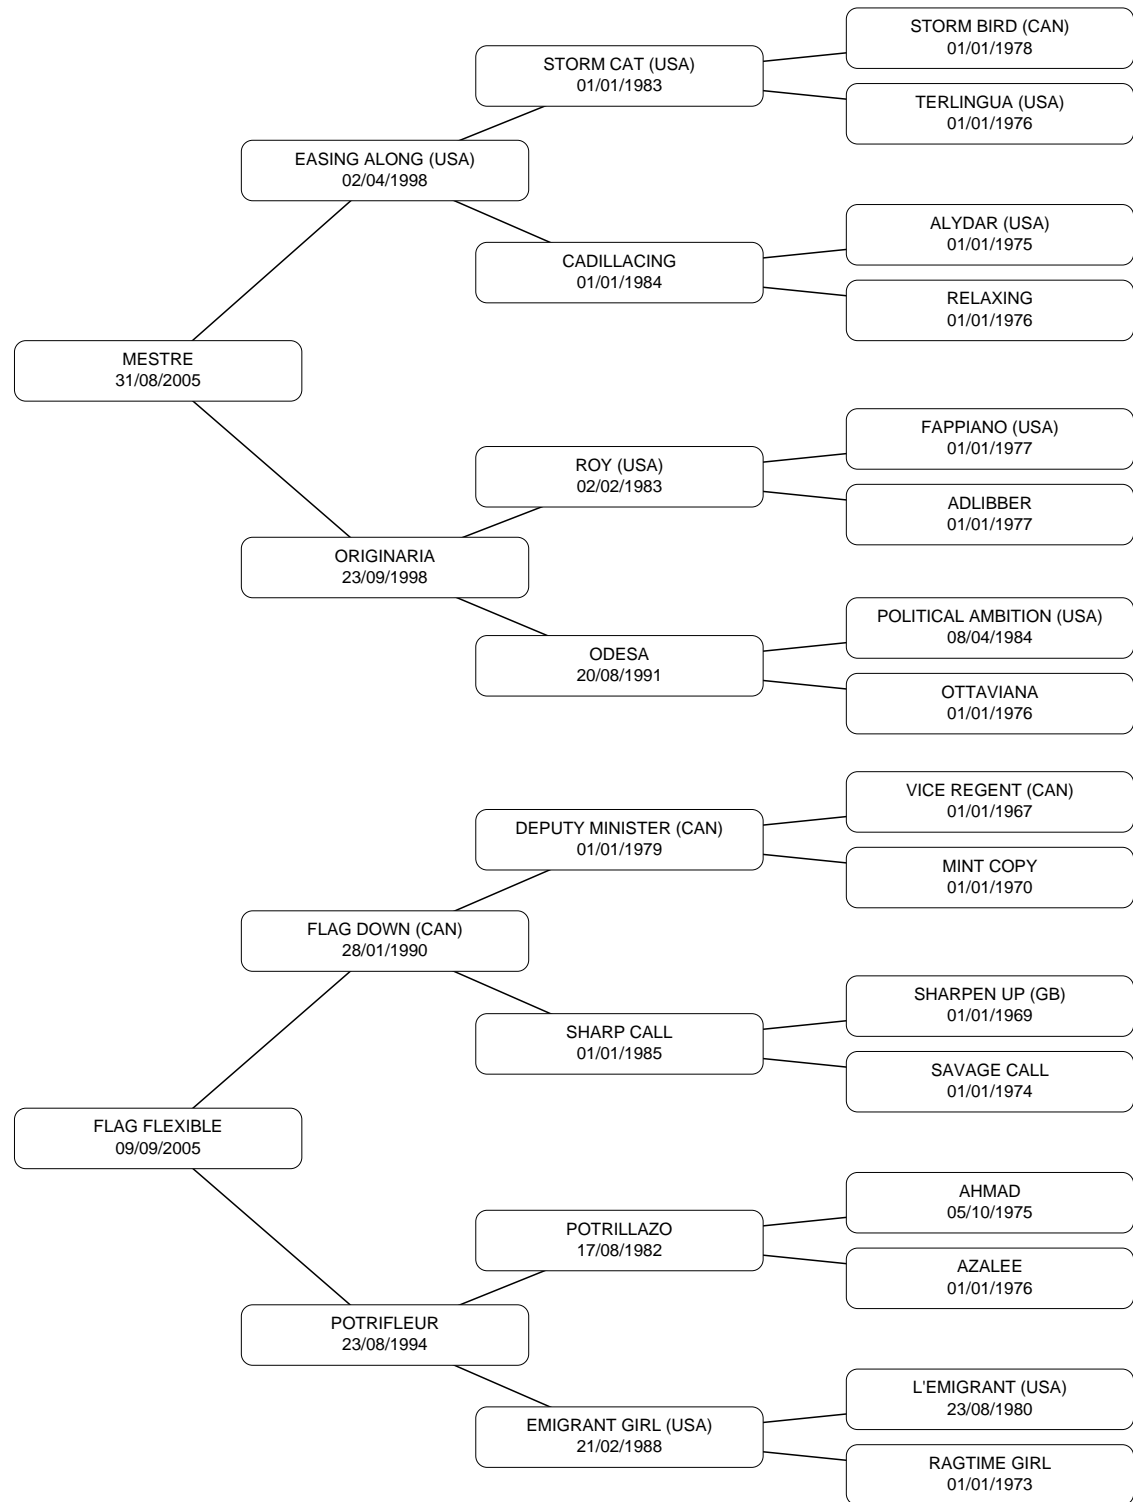 STORM BIRD (CAN)
01/01/1978
STORM CAT (USA)
01/01/1983
TERLINGUA (USA)
01/01/1976
EASING ALONG (USA)
02/04/1998
ALYDAR (USA)
01/01/1975
CADILLACING
01/01/1984
RELAXING
01/01/1976
MESTRE
31/08/2005
FAPPIANO (USA)
01/01/1977
ROY (USA)
02/02/1983
ADLIBBER
01/01/1977
ORIGINARIA
23/09/1998
POLITICAL AMBITION (USA)
08/04/1984
ODESA
20/08/1991
OTTAVIANA
01/01/1976
VICE REGENT (CAN)
01/01/1967
DEPUTY MINISTER (CAN)
01/01/1979
MINT COPY
01/01/1970
FLAG DOWN (CAN)
28/01/1990
SHARPEN UP (GB)
01/01/1969
SHARP CALL
01/01/1985
SAVAGE CALL
01/01/1974
FLAG FLEXIBLE
09/09/2005
AHMAD
05/10/1975
POTRILLAZO
17/08/1982
AZALEE
01/01/1976
POTRIFLEUR
23/08/1994
L'EMIGRANT (USA)
23/08/1980
EMIGRANT GIRL (USA)
21/02/1988
RAGTIME GIRL
01/01/1973